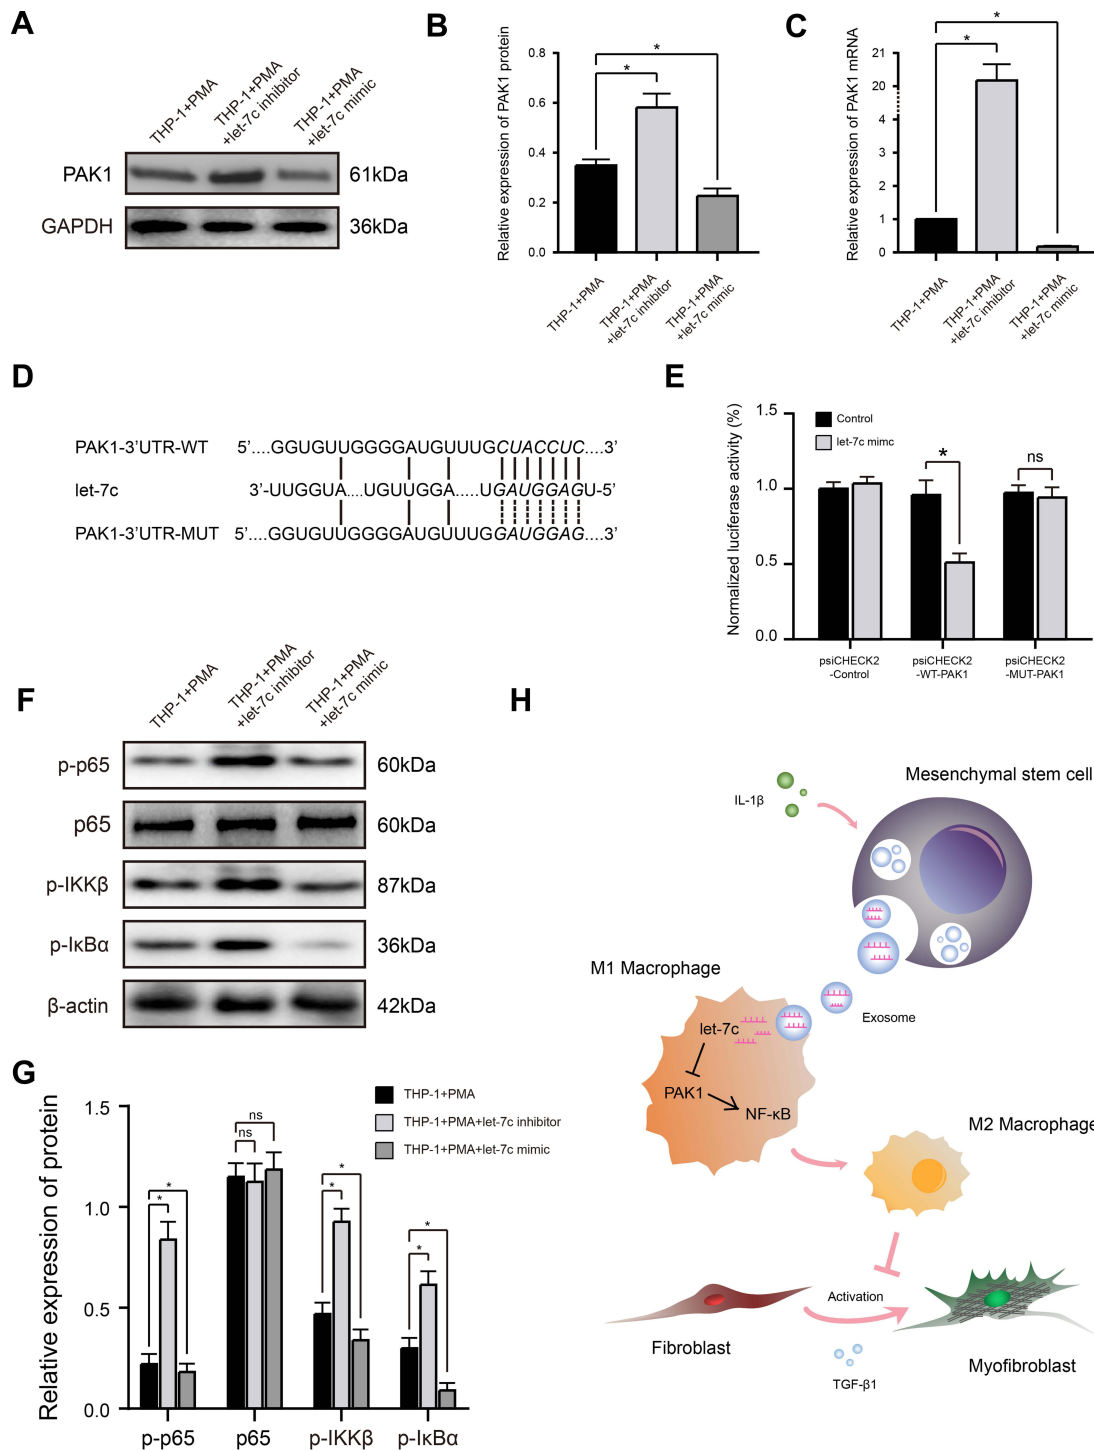 A
THP-1+PMA
THP-1+PMA
+let-7c inhibitor
THP-1+PMA
+let-7c mimic
PAK1
61kDa
GAPDH
36kDa
B
Relative expression of PAK1 protein
0.8
0.6
0.4
0.2
0.0
*
*
THP-1+PMA
THP-1+PMA
+let-7c inhibitor
THP-1+PMA
+let-7c mimic
C
Relative expression of PAK1 mRNA
21
20
4
3
2
1
0
*
*
THP-1+PMA
THP-1+PMA
+let-7c inhibitor
THP-1+PMA
+let-7c mimic
D
PAK1-3'UTR-WT 5'....GGUGUUGGGGAUGUUUGCUACCUC....3'
let-7c 3'-UUGGUA....UGUUGGA.....UGAUGGAGU-5'
PAK1-3'UTR-MUT 5'....GGUGUUGGGGAUGUUUGGAUGGAG....3'
E
Normalized luciferase activity (%)
1.5
1.0
0.5
0.0
Control
let-7c mimc
*
ns
psiCHECK2
-Control
psiCHECK2
-WT-PAK1
psiCHECK2
-MUT-PAK1
F
THP-1+PMA
THP-1+PMA
+let-7c inhibitor
THP-1+PMA
+let-7c mimic
p-p65
60kDa
p65
60kDa
p-IKKβ
87kDa
p-IκBα
36kDa
β-actin
42kDa
G
Relative expression of protein
1.5
1.0
0.5
0.0
THP-1+PMA
THP-1+PMA+let-7c inhibitor
THP-1+PMA+let-7c mimic
*
*
ns
ns
*
*
*
*
p-p65
p65
p-IKKβ
p-IκBα
H
IL-1β
Mesenchymal stem cell
M1 Macrophage
Exosome
let-7c
PAK1
NF-κB
M2 Macrophage
Activation
Fibroblast
TGF-β1
Myofibroblast